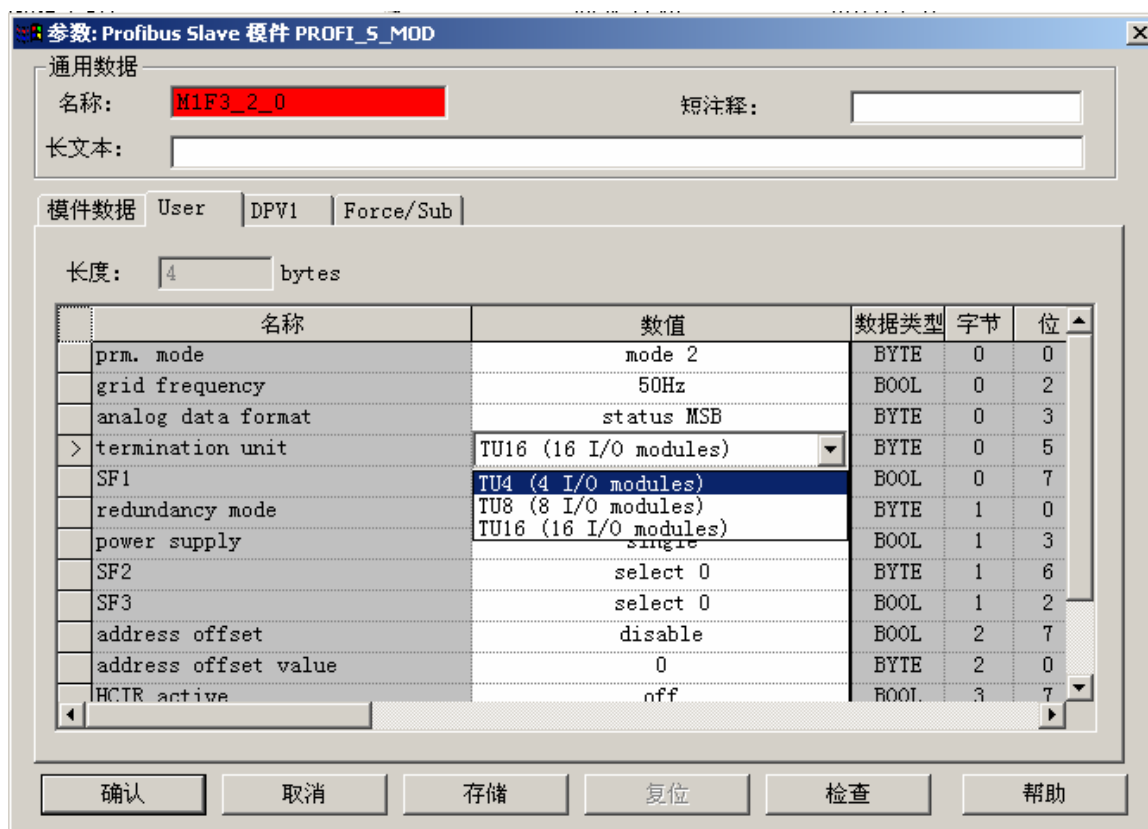 参数: Profibus Slave 模件 PROFI_S_MOD
通用数据
名称: M1F3_2_0 短注释:
长文本:
模件数据 User DPV1 Force/Sub
长度: 4 bytes
名称 数值 数据类型 字节 位
prm. mode mode 2 BYTE 0 0
grid frequency 50Hz BOOL 0 2
analog data format status MSB BYTE 0 3
> termination unit TU16 (16 I/O modules) BYTE 0 5
SF1 TU4 (4 I/O modules) BOOL 0 7
redundancy mode TU8 (8 I/O modules) BYTE 1 0
TU16 (16 I/O modules)
power supply single BOOL 1 3
SF2 select 0 BYTE 1 6
SF3 select 0 BOOL 1 2
address offset disable BOOL 2 7
address offset value 0 BYTE 2 0
HCIR active off BOOL 3 7
确认 取消 存储 复位 检查 帮助